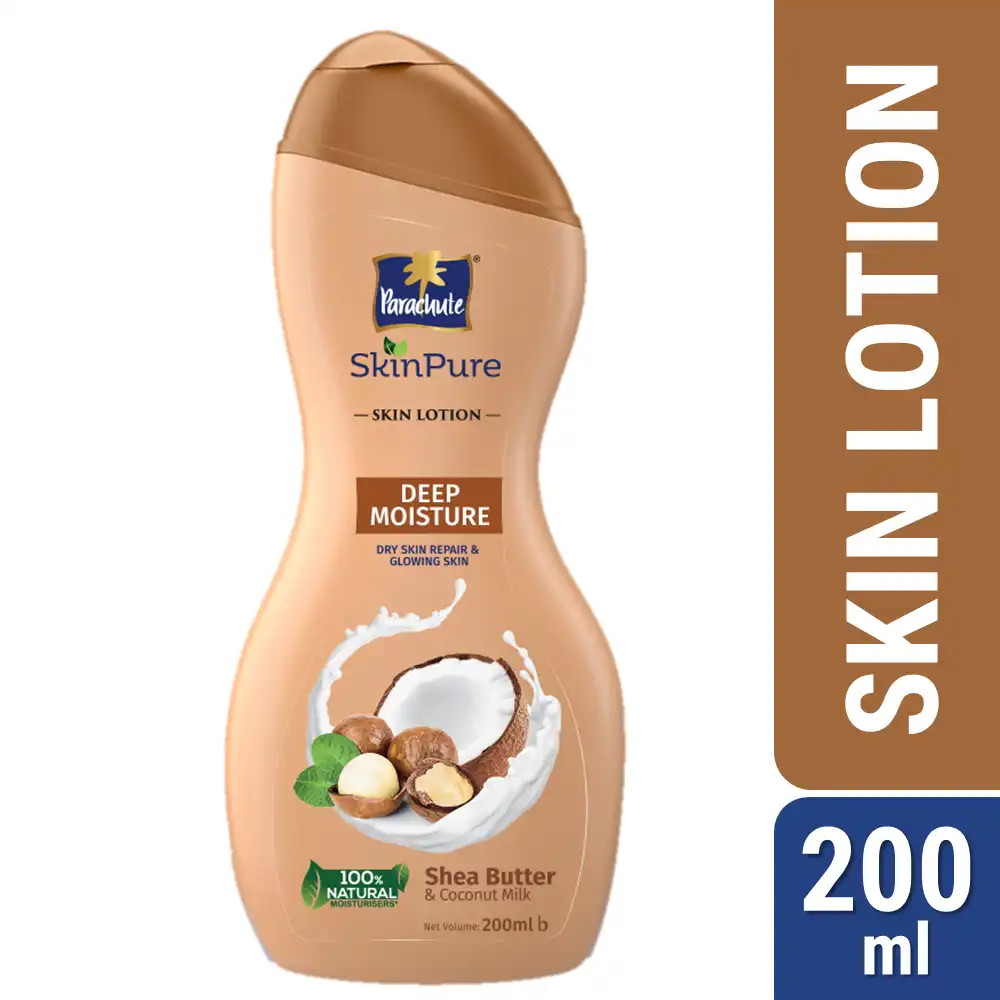 Parachute®
SkinPure
SKIN LOTION
DEEP
MOISTURE
DRY SKIN REPAIR &
GLOWING SKIN
100%
NATURAL
MOISTURISERS*
Shea Butter
& Coconut Milk
Net Volume: 200ml b
SKIN LOTION
200
ml